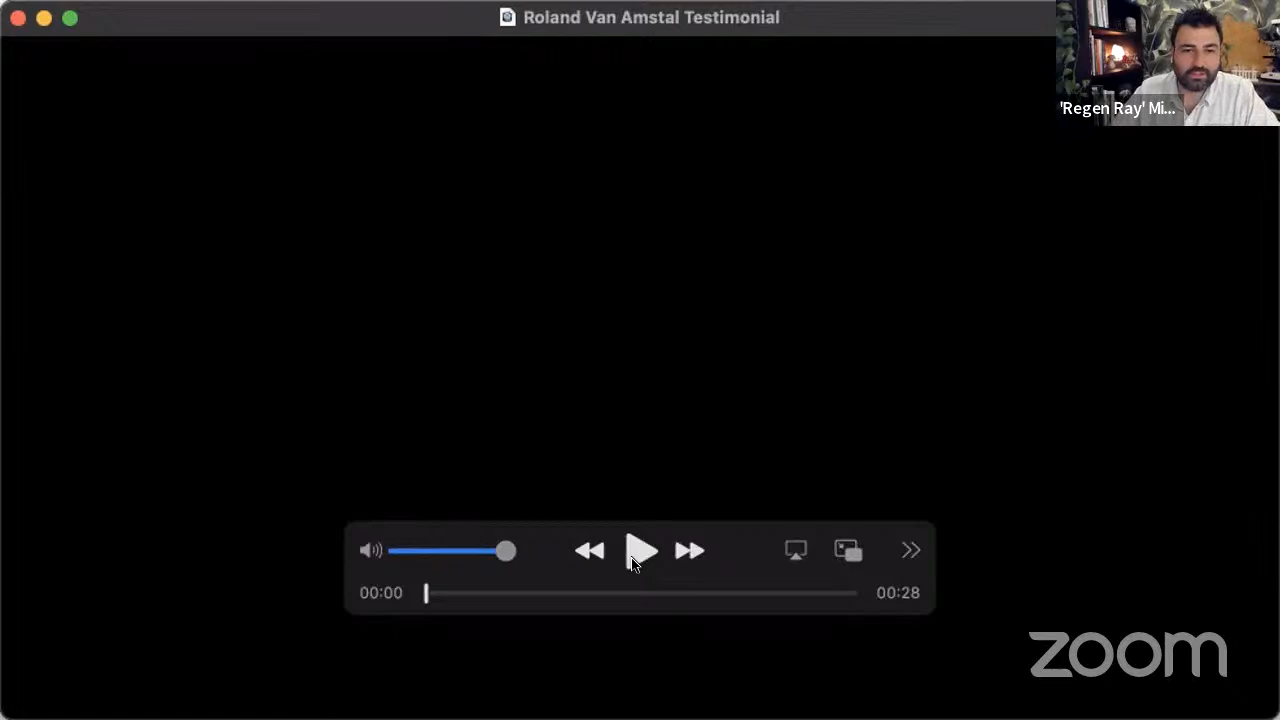 Roland Van Amstal Testimonial
'Regen Ray' Mi...
00:00
00:28
zoom